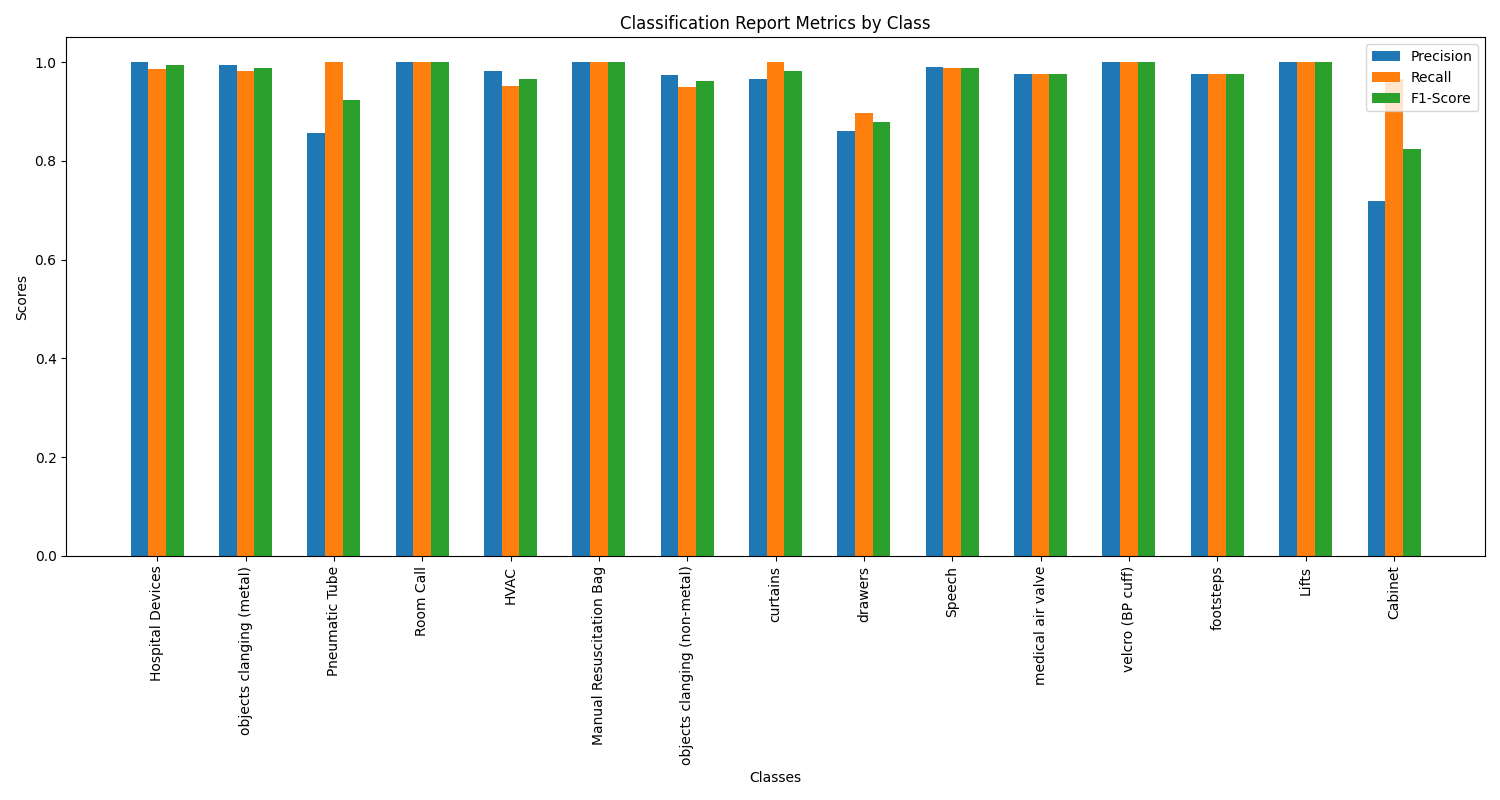 Classification Report Metrics by Class
Precision
Recall
F1-Score
Scores
1.0
0.8
0.6
0.4
0.2
0.0
Hospital Devices
objects clanging (metal)
Pneumatic Tube
Room Call
HVAC
Manual Resuscitation Bag
objects clanging (non-metal)
curtains
drawers
Speech
medical air valve
velcro (BP cuff)
footsteps
Lifts
Cabinet
Classes